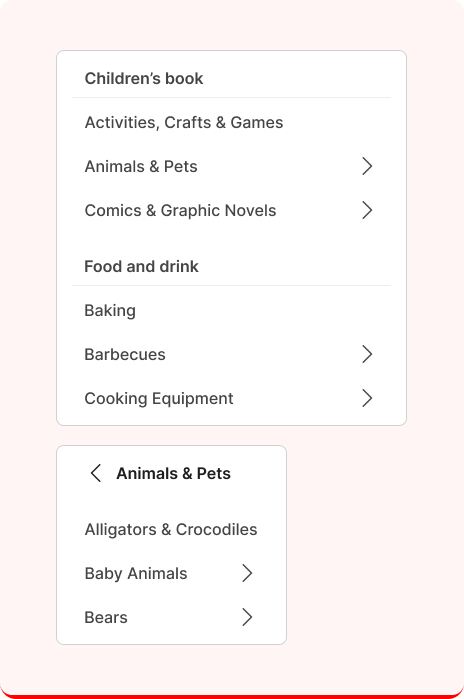 Children’s book
Activities, Crafts & Games
Animals & Pets
Comics & Graphic Novels
Food and drink
Baking
Barbecues
Cooking Equipment
Animals & Pets
Alligators & Crocodiles
Baby Animals
Bears